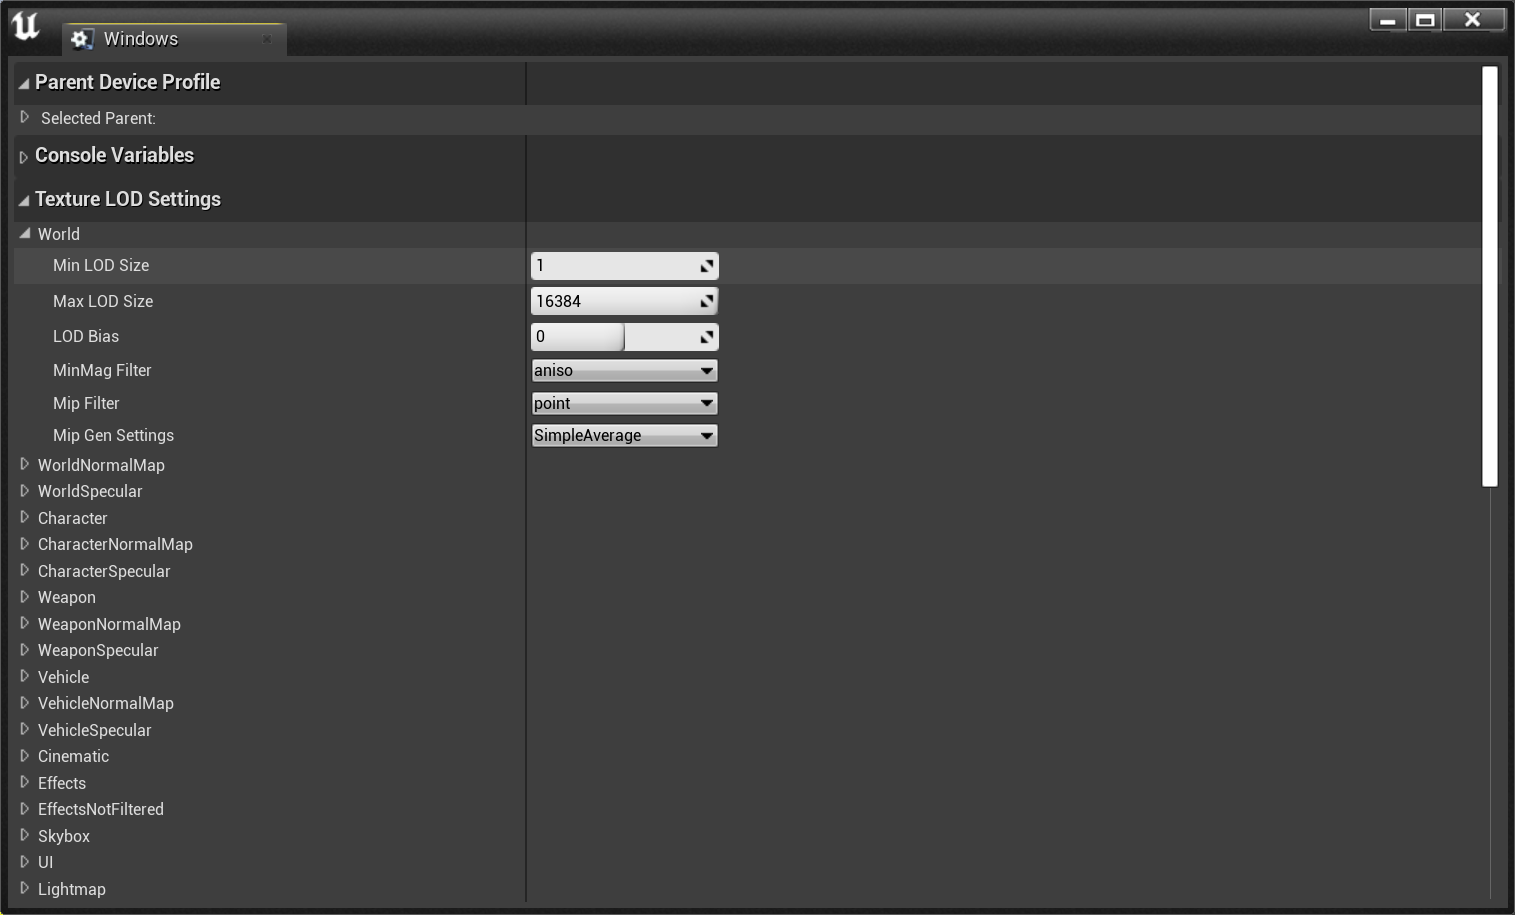 Windows
Parent Device Profile
Selected Parent:
Console Variables
Texture LOD Settings
World
Min LOD Size 1
Max LOD Size 16384
LOD Bias 0
MinMag Filter aniso
Mip Filter point
Mip Gen Settings SimpleAverage
WorldNormalMap
WorldSpecular
Character
CharacterNormalMap
CharacterSpecular
Weapon
WeaponNormalMap
WeaponSpecular
Vehicle
VehicleNormalMap
VehicleSpecular
Cinematic
Effects
EffectsNotFiltered
Skybox
UI
Lightmap